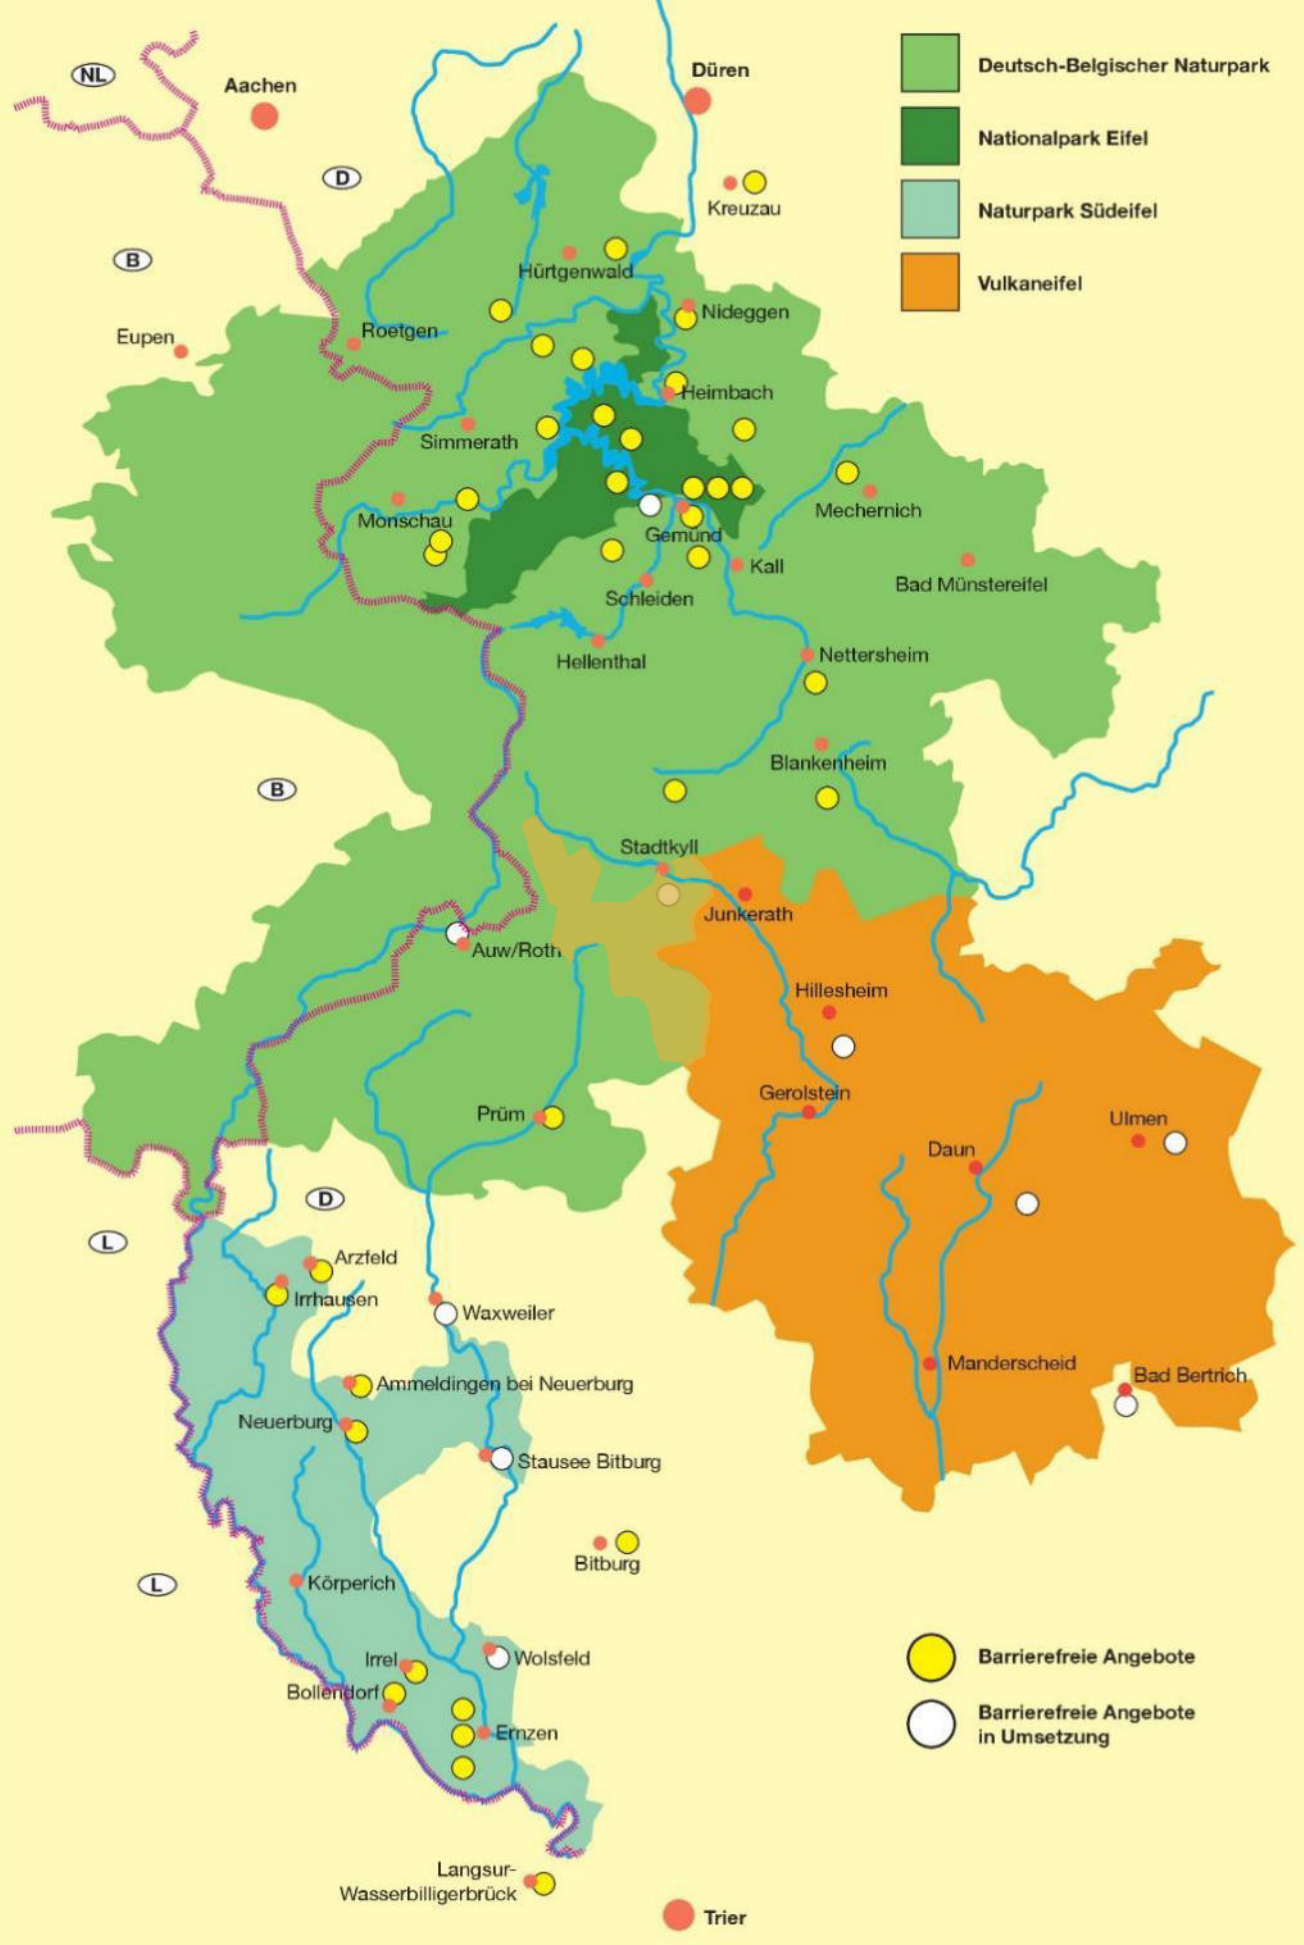 Deutsch-Belgischer Naturpark
Nationalpark Eifel
Naturpark Südeifel
Vulkaneifel
NL
Aachen
Düren
D
Kreuzau
B
Hürtgenwald
Nideggen
Eupen
Roetgen
Heimbach
Simmerath
Mechernich
Monschau
Gemünd
Kall
Bad Münstereifel
Schleiden
Hellenthal
Nettersheim
Blankenheim
B
Stadtkyll
Junkerath
Auw/Roth
Hillesheim
Gerolstein
Prüm
Ulmen
Daun
D
L
Arzfeld
Irrhausen
Waxweiler
Manderscheid
Bad Bertrich
Ammeldingen bei Neuerburg
Neuerburg
Stausee Bitburg
Bitburg
L
Körperich
Irrel
Wolsfeld
Bollendorf
Ernzen
Barrierefreie Angebote
Barrierefreie Angebote
in Umsetzung
Langsur-
Wasserbilligerbrück
Trier